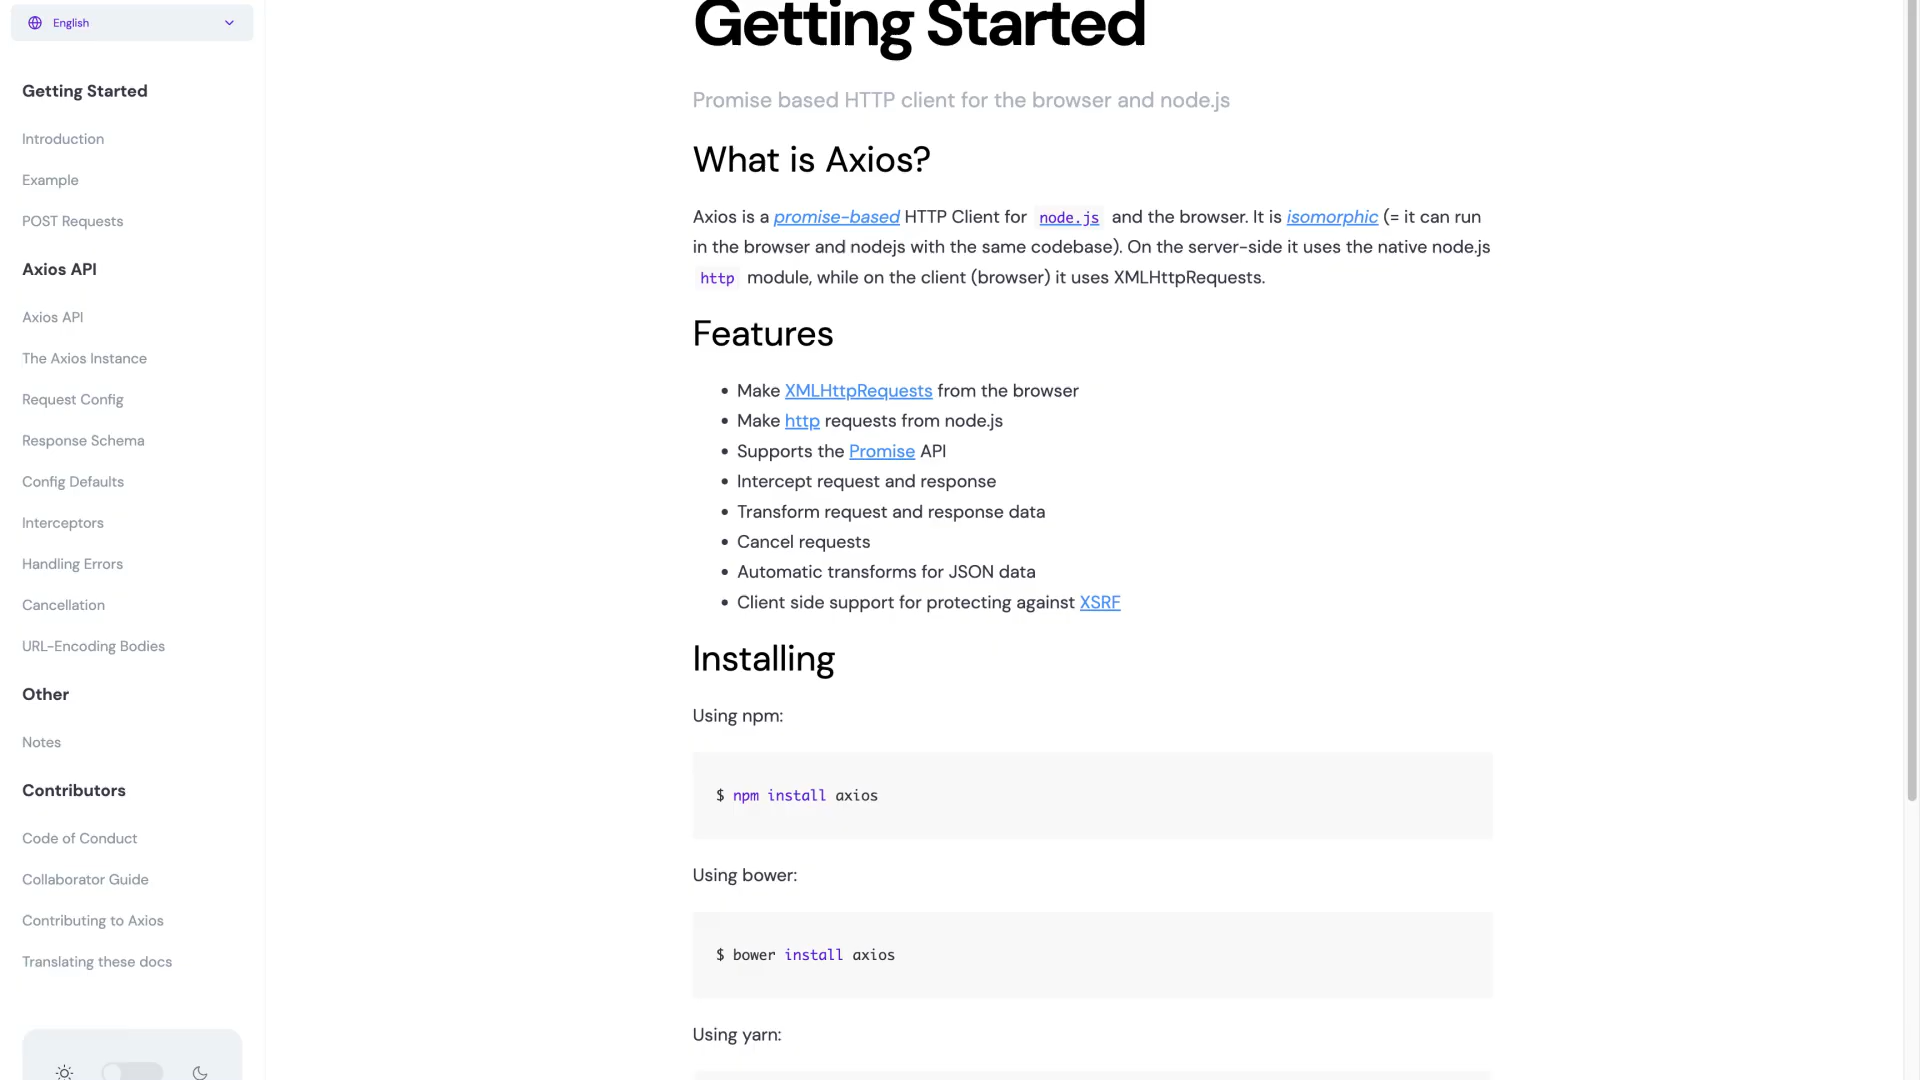 English
Getting Started
Introduction
Example
POST Requests
Axios API
Axios API
The Axios Instance
Request Config
Response Schema
Config Defaults
Interceptors
Handling Errors
Cancellation
URL-Encoding Bodies
Other
Notes
Contributors
Code of Conduct
Collaborator Guide
Contributing to Axios
Translating these docs
Getting Started
Promise based HTTP client for the browser and node.js
What is Axios?
Axios is a promise-based HTTP Client for node.js and the browser. It is isomorphic (= it can run
in the browser and nodejs with the same codebase). On the server-side it uses the native node.js
http module, while on the client (browser) it uses XMLHttpRequests.
Features
• Make XMLHttpRequests from the browser
• Make http requests from node.js
• Supports the Promise API
• Intercept request and response
• Transform request and response data
• Cancel requests
• Automatic transforms for JSON data
• Client side support for protecting against XSRF
Installing
Using npm:
$ npm install axios
Using bower:
$ bower install axios
Using yarn: